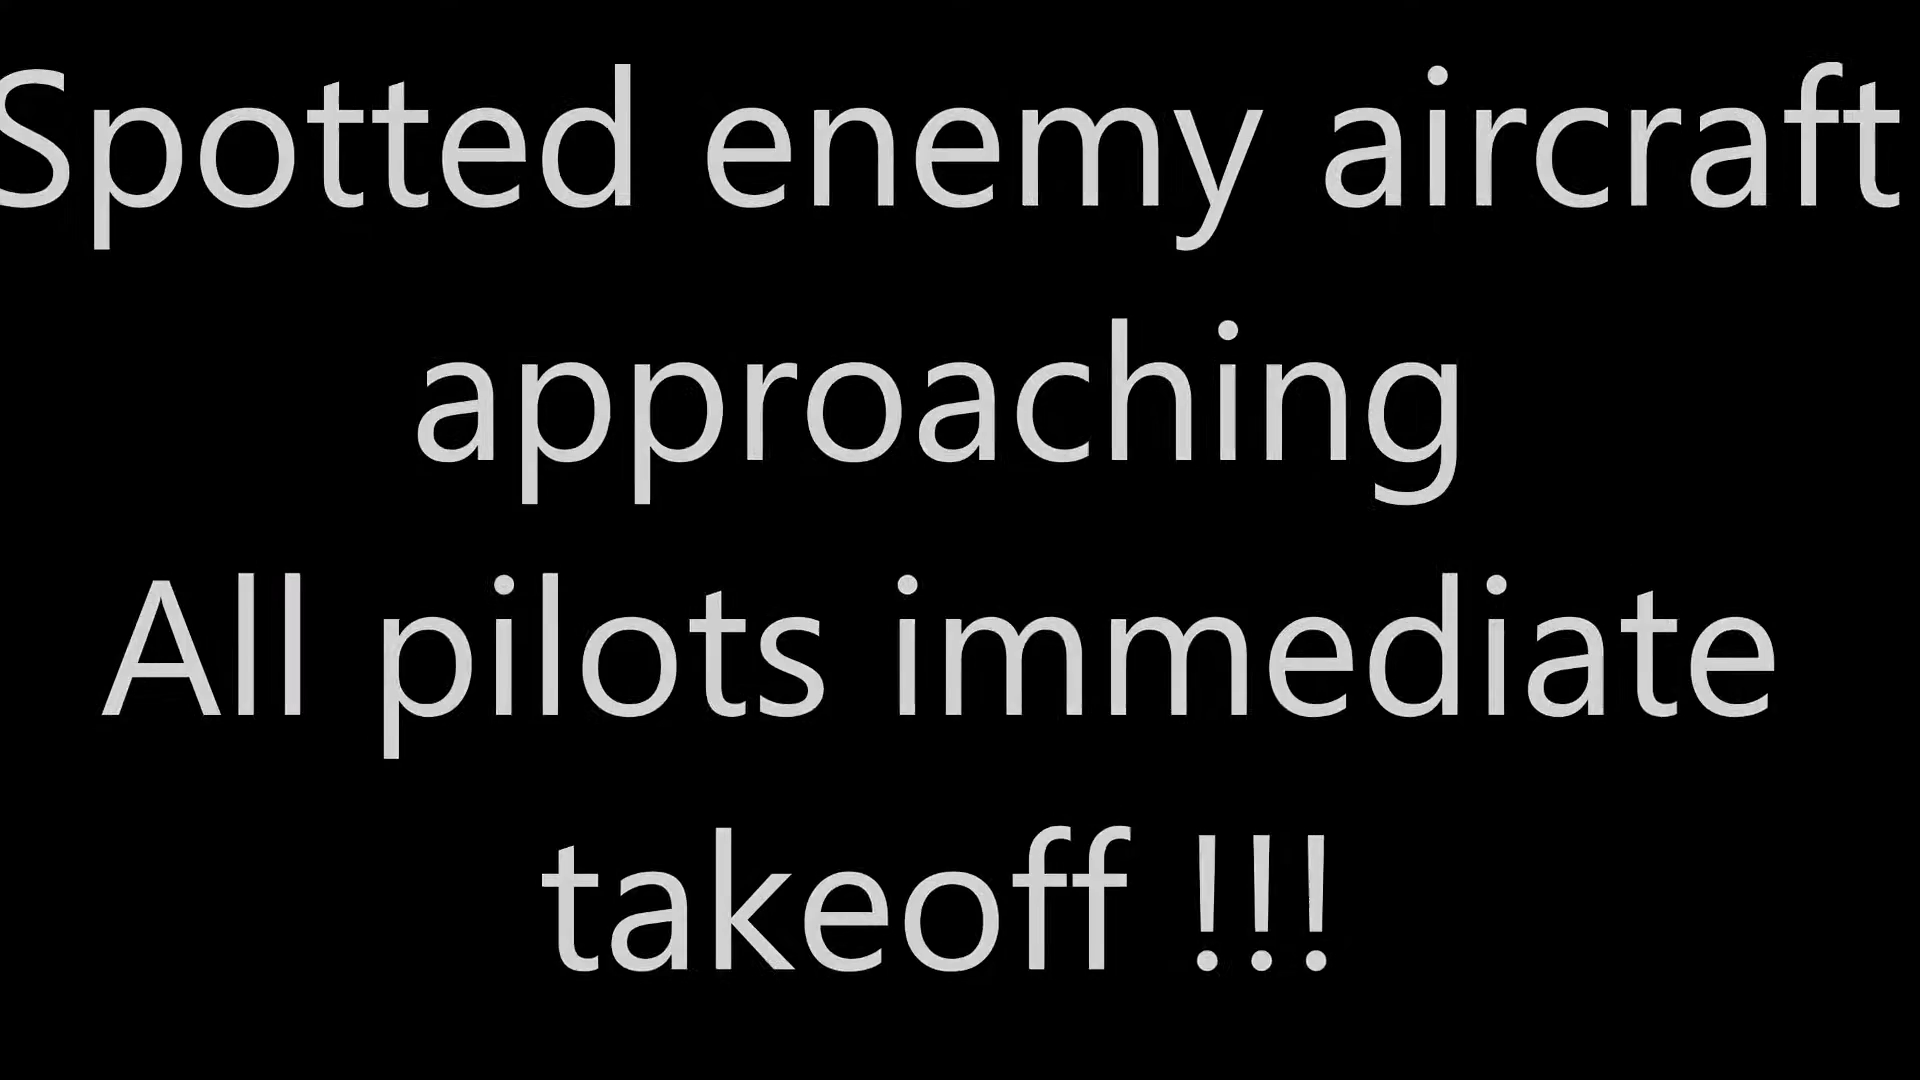 Spotted enemy aircraft
approaching
All pilots immediate
takeoff !!!